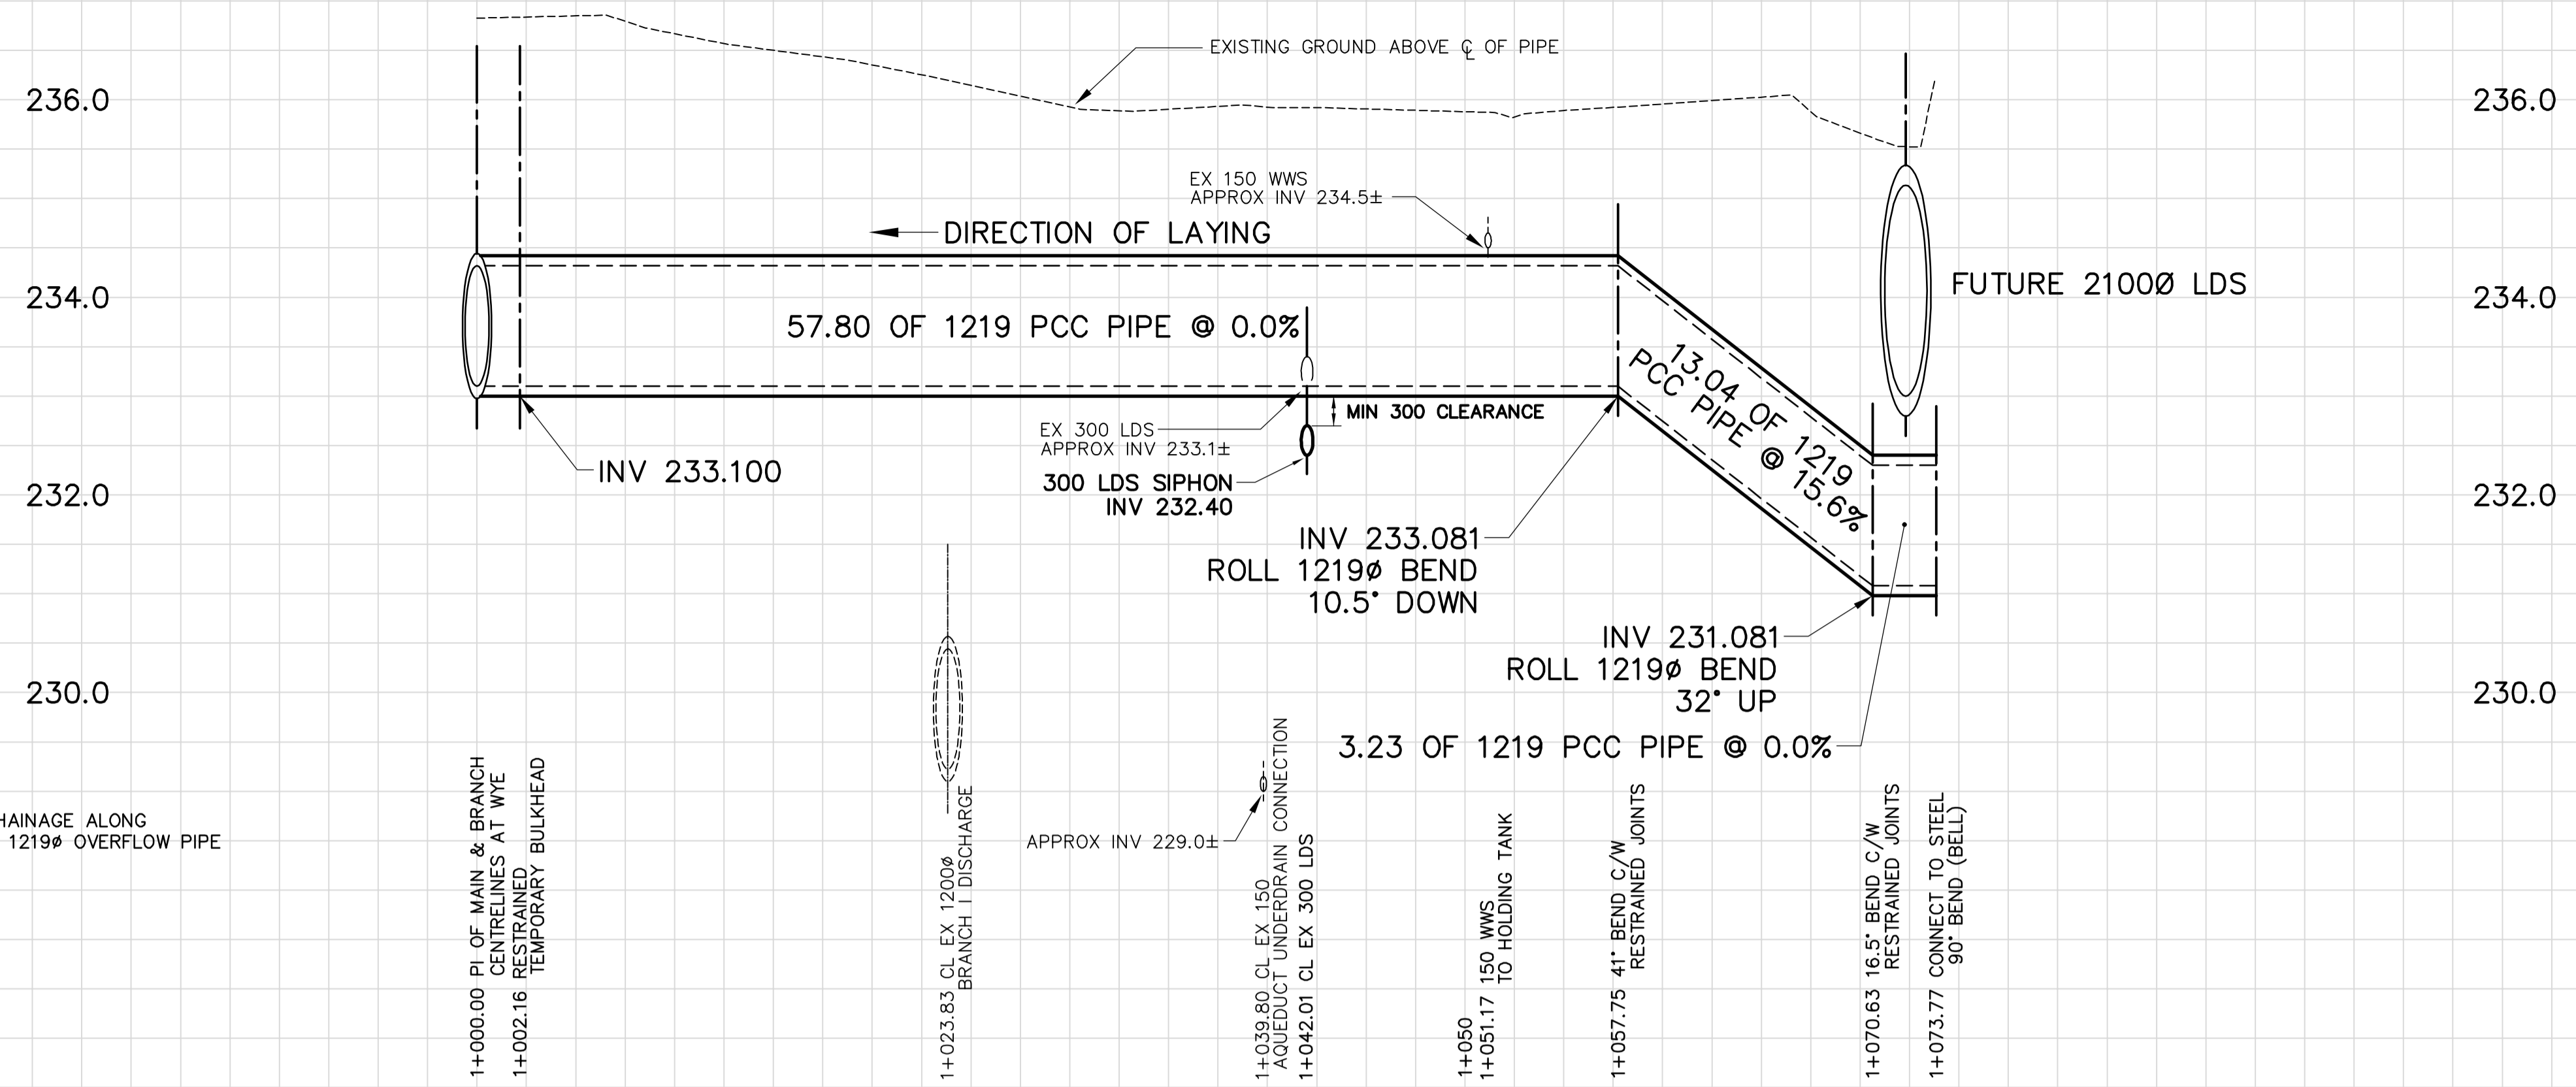 EXISTING GROUND ABOVE ℄ OF PIPE
236.0
236.0
EX 150 WWS
APPROX INV 234.5±
DIRECTION OF LAYING
234.0
234.0
FUTURE 2100Ø LDS
57.80 OF 1219 PCC PIPE @ 0.0%
13.04 OF 1219
PCC PIPE @ 15.6%
MIN 300 CLEARANCE
EX 300 LDS
APPROX INV 233.1±
INV 233.100
300 LDS SIPHON
INV 232.40
232.0
232.0
INV 233.081
ROLL 1219ø BEND
10.5° DOWN
INV 231.081
ROLL 1219ø BEND
32° UP
230.0
230.0
3.23 OF 1219 PCC PIPE @ 0.0%
HAINAGE ALONG
1219ø OVERFLOW PIPE
APPROX INV 229.0±
1+000.00 PI OF MAIN & BRANCH
CENTRELINES AT WYE
1+002.16 RESTRAINED
TEMPORARY BULKHEAD
1+023.83 CL EX 1200ø
BRANCH I DISCHARGE
1+039.80 CL EX 150
AQUEDUCT UNDERDRAIN CONNECTION
1+042.01 CL EX 300 LDS
1+050
1+051.17 150 WWS
TO HOLDING TANK
1+057.75 41° BEND C/W
RESTRAINED JOINTS
1+070.63 16.5° BEND C/W
RESTRAINED JOINTS
1+073.77 CONNECT TO STEEL
90° BEND (BELL)